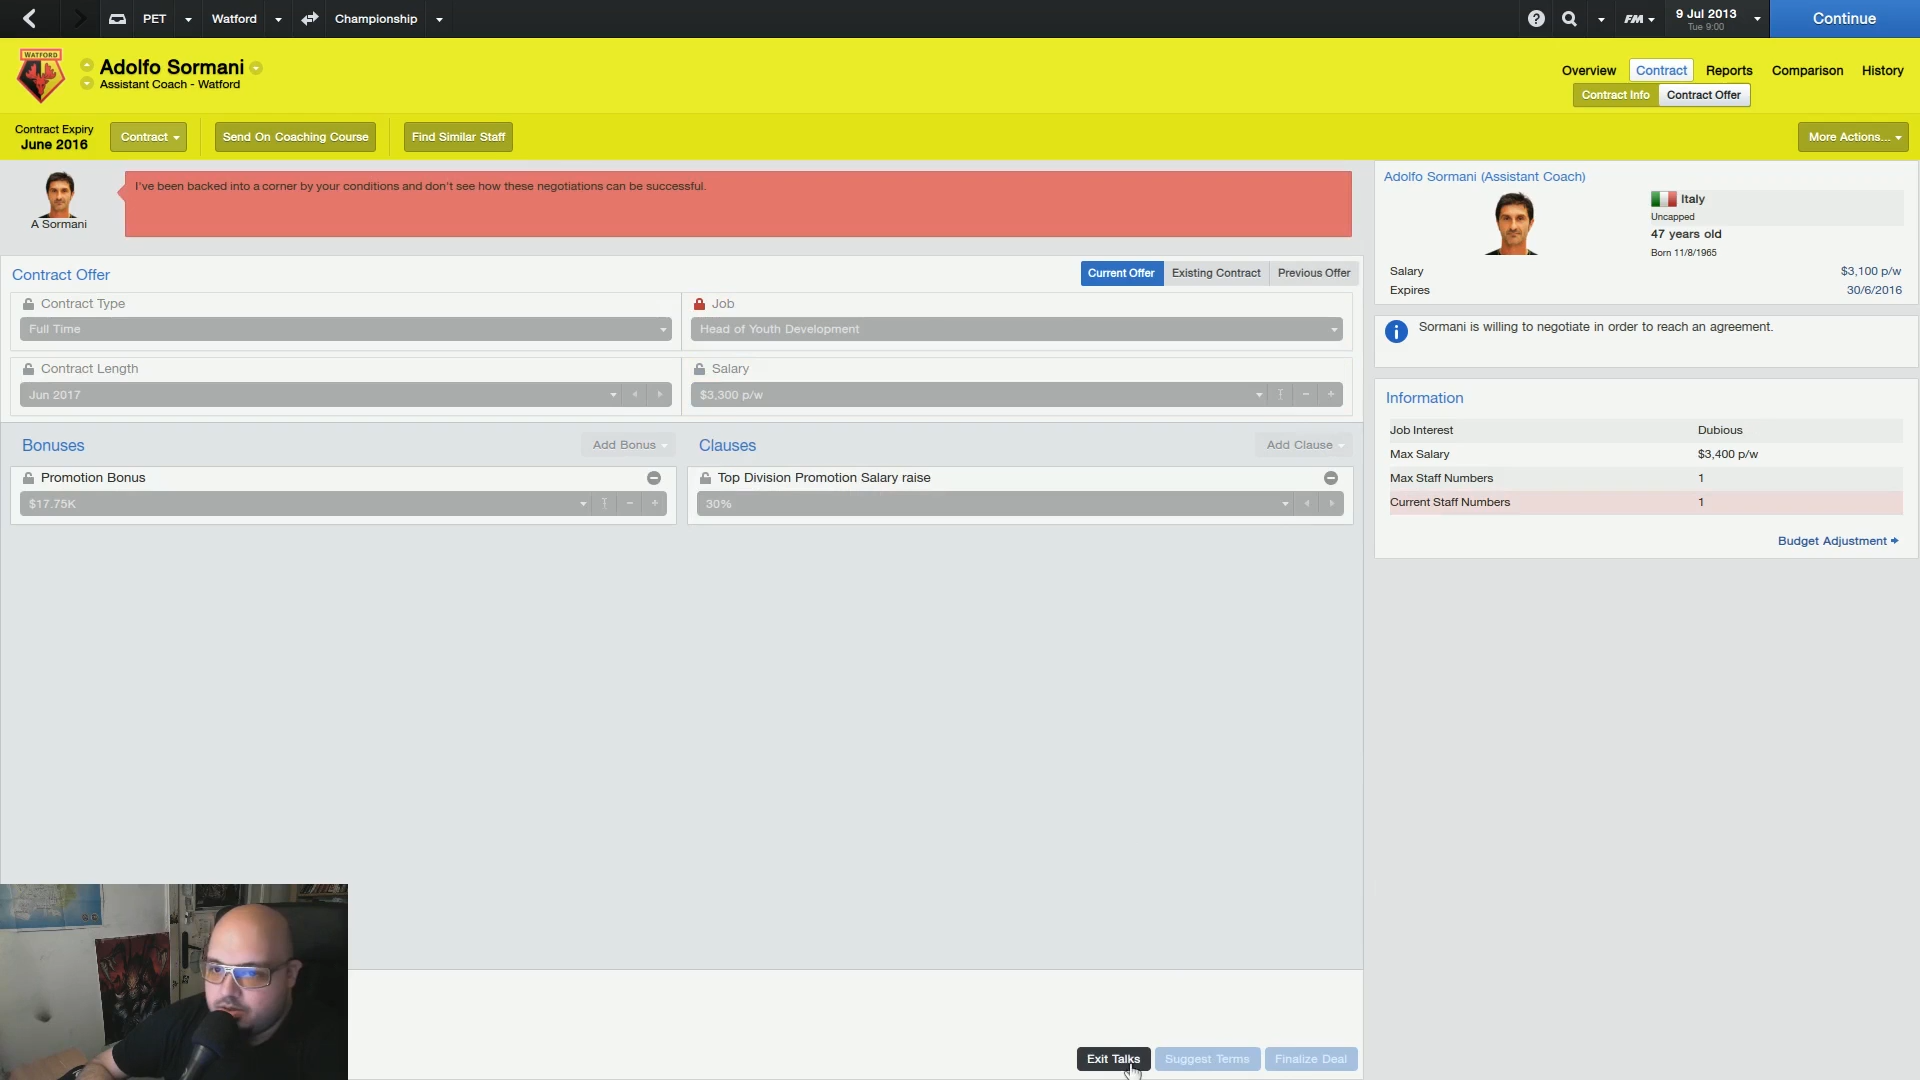 PET
Watford
Championship
FM
9 Jul 2013
Tue 9:00
Continue
WATFORD
Adolfo Sormani
Assistant Coach - Watford
Overview
Contract
Reports
Comparison
History
Contract Info
Contract Offer
Contract Expiry
June 2016
Contract
Send On Coaching Course
Find Similar Staff
More Actions...
I've been backed into a corner by your conditions and don't see how these negotiations can be successful.
A Sormani
Contract Offer
Current Offer
Existing Contract
Previous Offer
Contract Type
Full Time
Job
Head of Youth Development
Contract Length
Jun 2017
Salary
$3,300 p/w
Bonuses
Add Bonus
Clauses
Add Clause
Promotion Bonus
$17.75K
Top Division Promotion Salary raise
30%
Exit Talks
Suggest Terms
Finalize Deal
Adolfo Sormani (Assistant Coach)
Italy
Uncapped
47 years old
Born 11/8/1965
Salary $3,100 p/w
Expires 30/6/2016
Sormani is willing to negotiate in order to reach an agreement.
Information
Job Interest Dubious
Max Salary $3,400 p/w
Max Staff Numbers 1
Current Staff Numbers 1
Budget Adjustment